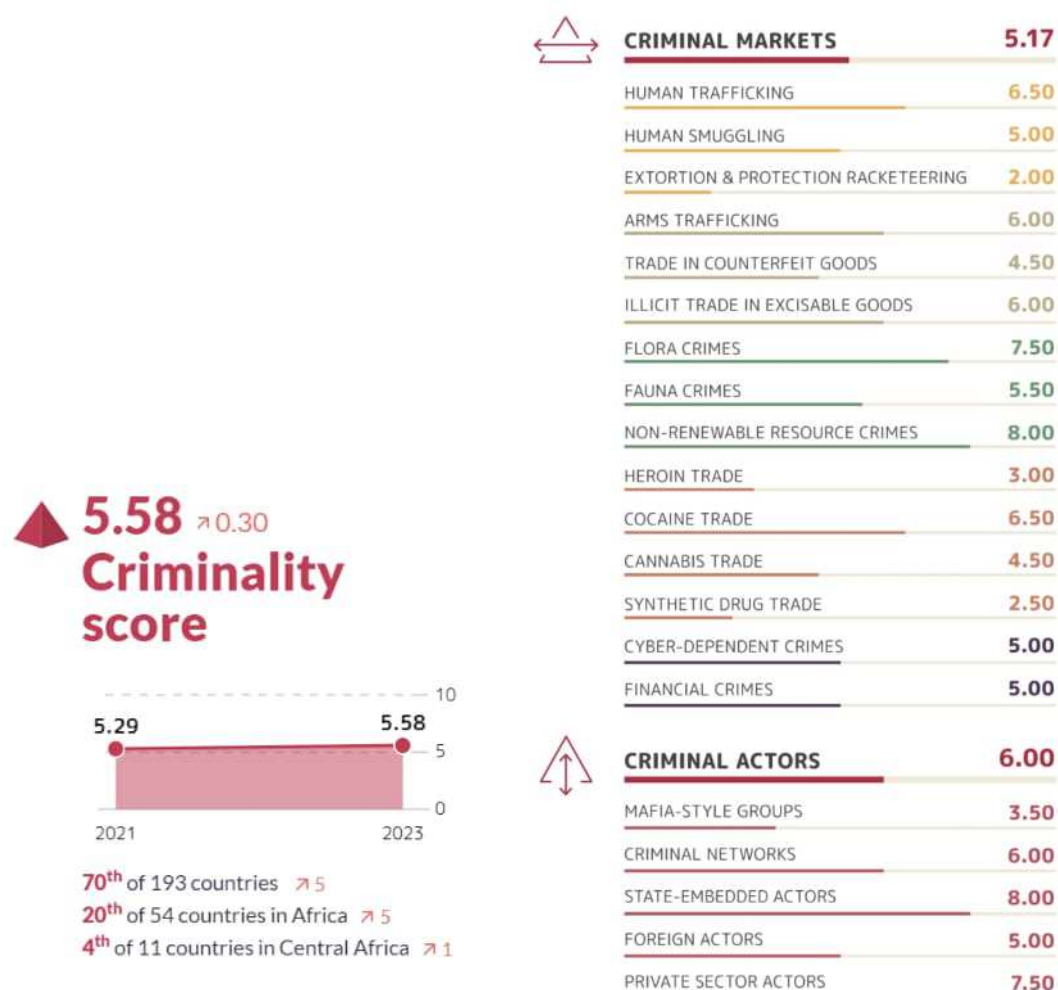 5.58 ↗0.30
Criminality
score
10
5.29
5.58
5
0
2021
2023
70th of 193 countries ↗5
20th of 54 countries in Africa ↗5
4th of 11 countries in Central Africa ↗1
CRIMINAL MARKETS 5.17
HUMAN TRAFFICKING 6.50
HUMAN SMUGGLING 5.00
EXTORTION & PROTECTION RACKETEERING 2.00
ARMS TRAFFICKING 6.00
TRADE IN COUNTERFEIT GOODS 4.50
ILLICIT TRADE IN EXCISABLE GOODS 6.00
FLORA CRIMES 7.50
FAUNA CRIMES 5.50
NON-RENEWABLE RESOURCE CRIMES 8.00
HEROIN TRADE 3.00
COCAINE TRADE 6.50
CANNABIS TRADE 4.50
SYNTHETIC DRUG TRADE 2.50
CYBER-DEPENDENT CRIMES 5.00
FINANCIAL CRIMES 5.00
CRIMINAL ACTORS 6.00
MAFIA-STYLE GROUPS 3.50
CRIMINAL NETWORKS 6.00
STATE-EMBEDDED ACTORS 8.00
FOREIGN ACTORS 5.00
PRIVATE SECTOR ACTORS 7.50